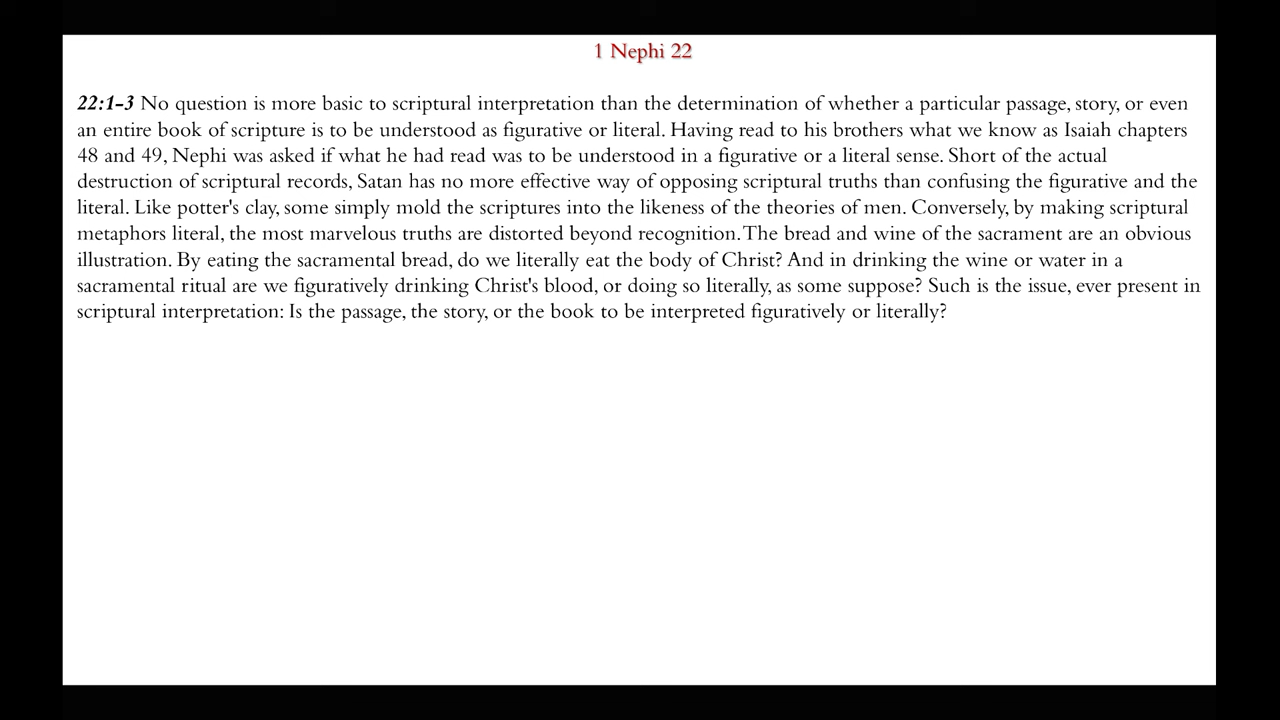 1 Nephi 22
22:1-3 No question is more basic to scriptural interpretation than the determination of whether a particular passage, story, or even
an entire book of scripture is to be understood as figurative or literal. Having read to his brothers what we know as Isaiah chapters
48 and 49, Nephi was asked if what he had read was to be understood in a figurative or a literal sense. Short of the actual
destruction of scriptural records, Satan has no more effective way of opposing scriptural truths than confusing the figurative and the
literal. Like potter's clay, some simply mold the scriptures into the likeness of the theories of men. Conversely, by making scriptural
metaphors literal, the most marvelous truths are distorted beyond recognition. The bread and wine of the sacrament are an obvious
illustration. By eating the sacramental bread, do we literally eat the body of Christ? And in drinking the wine or water in a
sacramental ritual are we figuratively drinking Christ's blood, or doing so literally, as some suppose? Such is the issue, ever present in
scriptural interpretation: Is the passage, the story, or the book to be interpreted figuratively or literally?